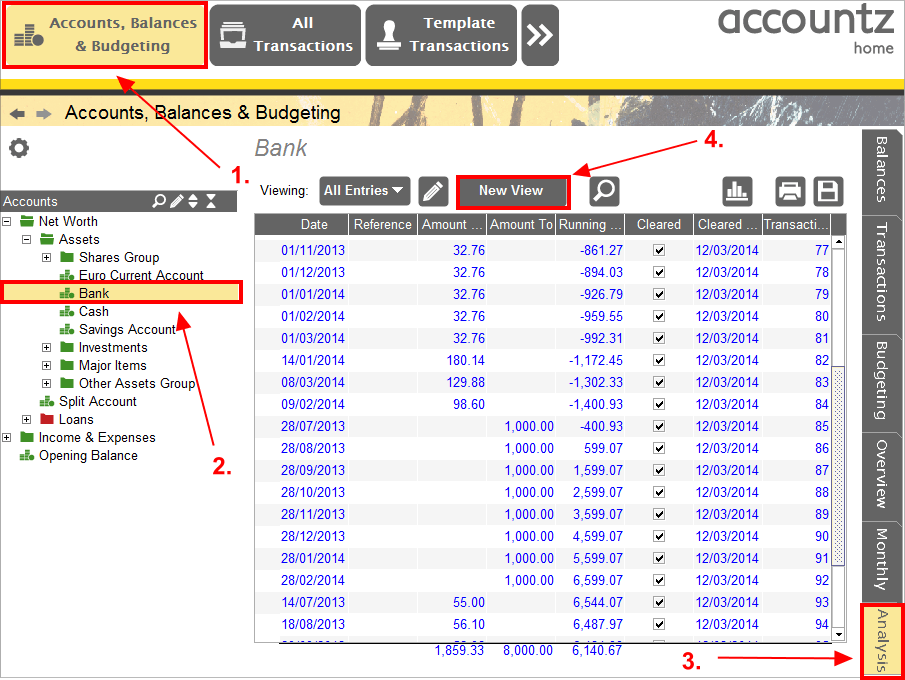 Accounts, Balances
& Budgeting
All
Transactions
Template
Transactions
accountz
home
Accounts, Balances & Budgeting
1.
Bank
4.
Viewing:
All Entries
New View
Accounts
Net Worth
Assets
Shares Group
Euro Current Account
Bank
Cash
Savings Account
Investments
Major Items
Other Assets Group
Split Account
Loans
Income & Expenses
Opening Balance
2.
Date Reference Amount ... Amount To Running ... Cleared Cleared ... Transacti...
01/11/2013 32.76 -861.27 12/03/2014 77
01/12/2013 32.76 -894.03 12/03/2014 78
01/01/2014 32.76 -926.79 12/03/2014 79
01/02/2014 32.76 -959.55 12/03/2014 80
01/03/2014 32.76 -992.31 12/03/2014 81
14/01/2014 180.14 -1,172.45 12/03/2014 82
08/03/2014 129.88 -1,302.33 12/03/2014 83
09/02/2014 98.60 -1,400.93 12/03/2014 84
28/07/2013 1,000.00 -400.93 12/03/2014 85
28/08/2013 1,000.00 599.07 12/03/2014 86
28/09/2013 1,000.00 1,599.07 12/03/2014 87
28/10/2013 1,000.00 2,599.07 12/03/2014 88
28/11/2013 1,000.00 3,599.07 12/03/2014 89
28/12/2013 1,000.00 4,599.07 12/03/2014 90
28/01/2014 1,000.00 5,599.07 12/03/2014 91
28/02/2014 1,000.00 6,599.07 12/03/2014 92
14/07/2013 55.00 6,544.07 12/03/2014 93
18/08/2013 56.10 6,487.97 12/03/2014 94
1,859.33 8,000.00 6,140.67
3.
Balances
Transactions
Budgeting
Overview
Monthly
Analysis